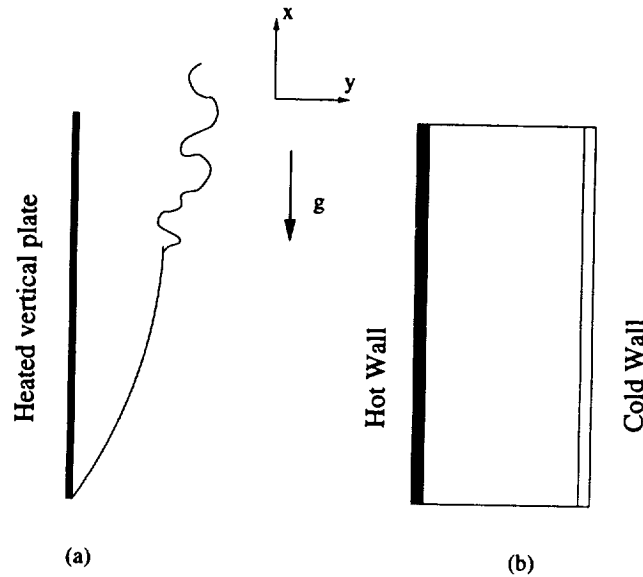 x
y
g
Heated vertical plate
Hot Wall
Cold Wall
(a)
(b)